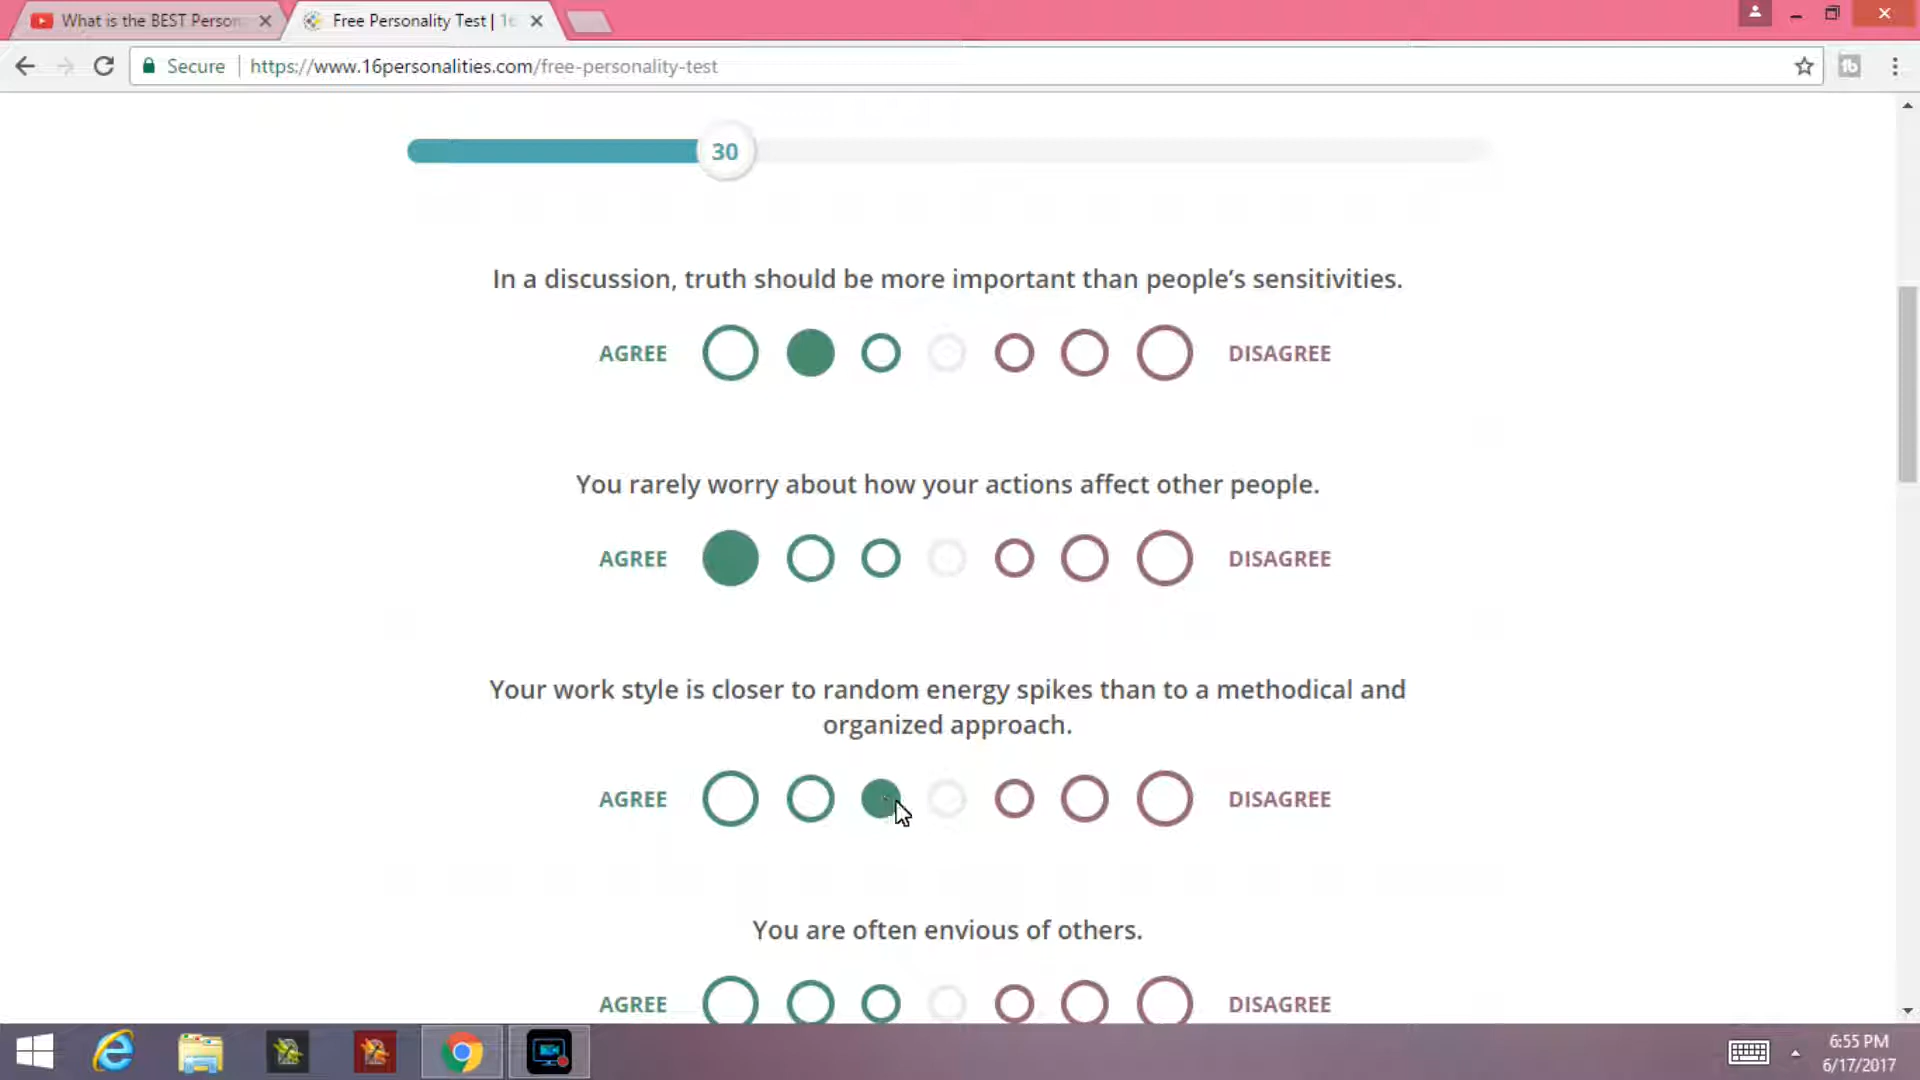 What is the BEST Person
Free Personality Test | 16
Secure
https://www.16personalities.com/free-personality-test
30
In a discussion, truth should be more important than people's sensitivities.
AGREE
DISAGREE
You rarely worry about how your actions affect other people.
AGREE
DISAGREE
Your work style is closer to random energy spikes than to a methodical and
organized approach.
AGREE
DISAGREE
You are often envious of others.
AGREE
DISAGREE
6:55 PM
6/17/2017